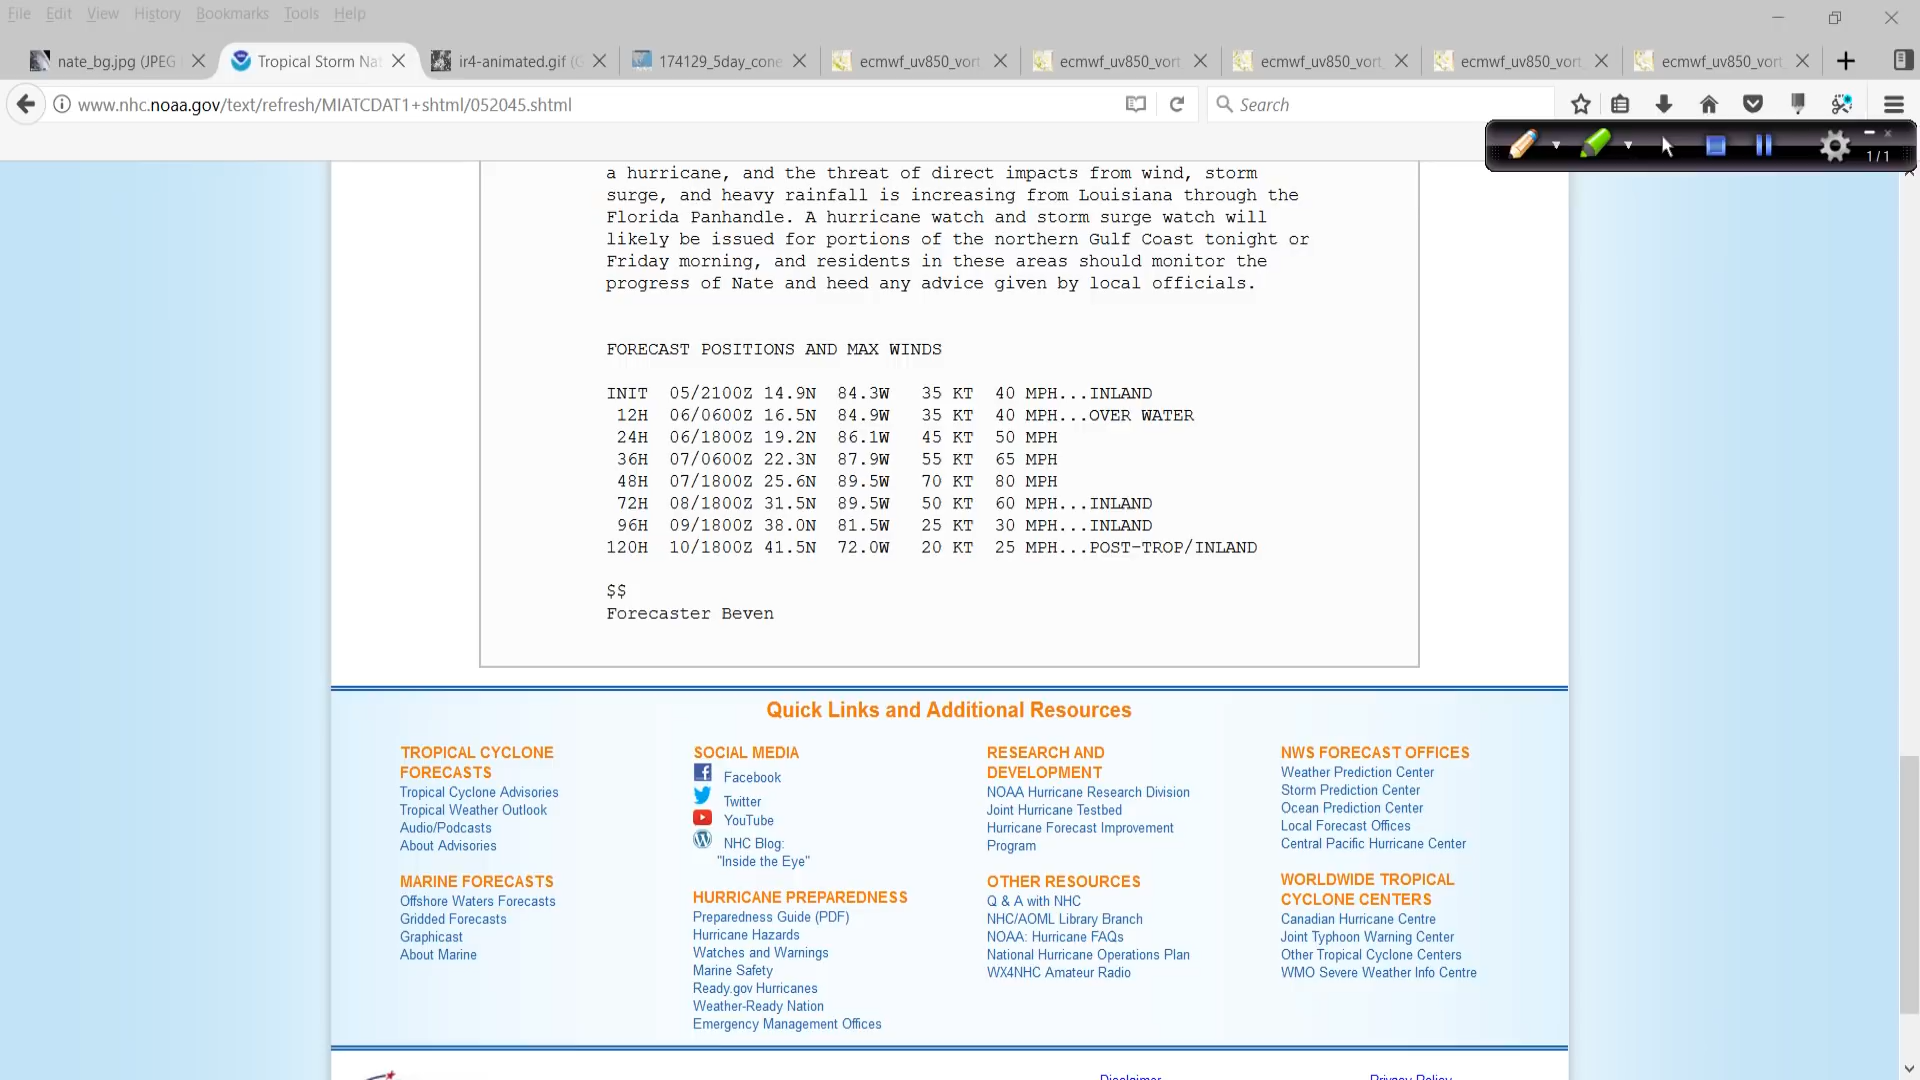 File Edit View History Bookmarks Tools Help
nate_bg.jpg (JPEG
Tropical Storm Na
ir4-animated.gif (
174129_5day_cone
ecmwf_uv850_vort
ecmwf_uv850_vort
ecmwf_uv850_vort
ecmwf_uv850_vort
ecmwf_uv850_vort
www.nhc.noaa.gov/text/refresh/MIATCDAT1+shtml/052045.shtml
Search
1/1
a hurricane, and the threat of direct impacts from wind, storm
surge, and heavy rainfall is increasing from Louisiana through the
Florida Panhandle. A hurricane watch and storm surge watch will
likely be issued for portions of the northern Gulf Coast tonight or
Friday morning, and residents in these areas should monitor the
progress of Nate and heed any advice given by local officials.
FORECAST POSITIONS AND MAX WINDS
INIT 05/2100Z 14.9N 84.3W 35 KT 40 MPH...INLAND
12H 06/0600Z 16.5N 84.9W 35 KT 40 MPH...OVER WATER
24H 06/1800Z 19.2N 86.1W 45 KT 50 MPH
36H 07/0600Z 22.3N 87.9W 55 KT 65 MPH
48H 07/1800Z 25.6N 89.5W 70 KT 80 MPH
72H 08/1800Z 31.5N 89.5W 50 KT 60 MPH...INLAND
96H 09/1800Z 38.0N 81.5W 25 KT 30 MPH...INLAND
120H 10/1800Z 41.5N 72.0W 20 KT 25 MPH...POST-TROP/INLAND
$$
Forecaster Beven
Quick Links and Additional Resources
TROPICAL CYCLONE
FORECASTS
Tropical Cyclone Advisories
Tropical Weather Outlook
Audio/Podcasts
About Advisories
MARINE FORECASTS
Offshore Waters Forecasts
Gridded Forecasts
Graphicast
About Marine
SOCIAL MEDIA
Facebook
Twitter
YouTube
NHC Blog:
"Inside the Eye"
HURRICANE PREPAREDNESS
Preparedness Guide (PDF)
Hurricane Hazards
Watches and Warnings
Marine Safety
Ready.gov Hurricanes
Weather-Ready Nation
Emergency Management Offices
RESEARCH AND
DEVELOPMENT
NOAA Hurricane Research Division
Joint Hurricane Testbed
Hurricane Forecast Improvement
Program
OTHER RESOURCES
Q & A with NHC
NHC/AOML Library Branch
NOAA: Hurricane FAQs
National Hurricane Operations Plan
WX4NHC Amateur Radio
NWS FORECAST OFFICES
Weather Prediction Center
Storm Prediction Center
Ocean Prediction Center
Local Forecast Offices
Central Pacific Hurricane Center
WORLDWIDE TROPICAL
CYCLONE CENTERS
Canadian Hurricane Centre
Joint Typhoon Warning Center
Other Tropical Cyclone Centers
WMO Severe Weather Info Centre
Disclaimer
Privacy Policy